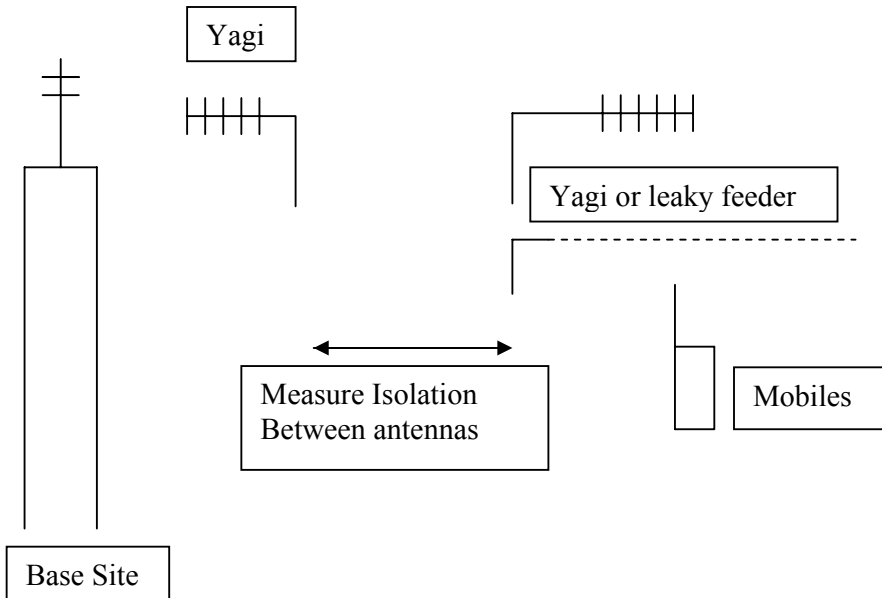 Yagi
Yagi or leaky feeder
Measure Isolation
Between antennas
Mobiles
Base Site